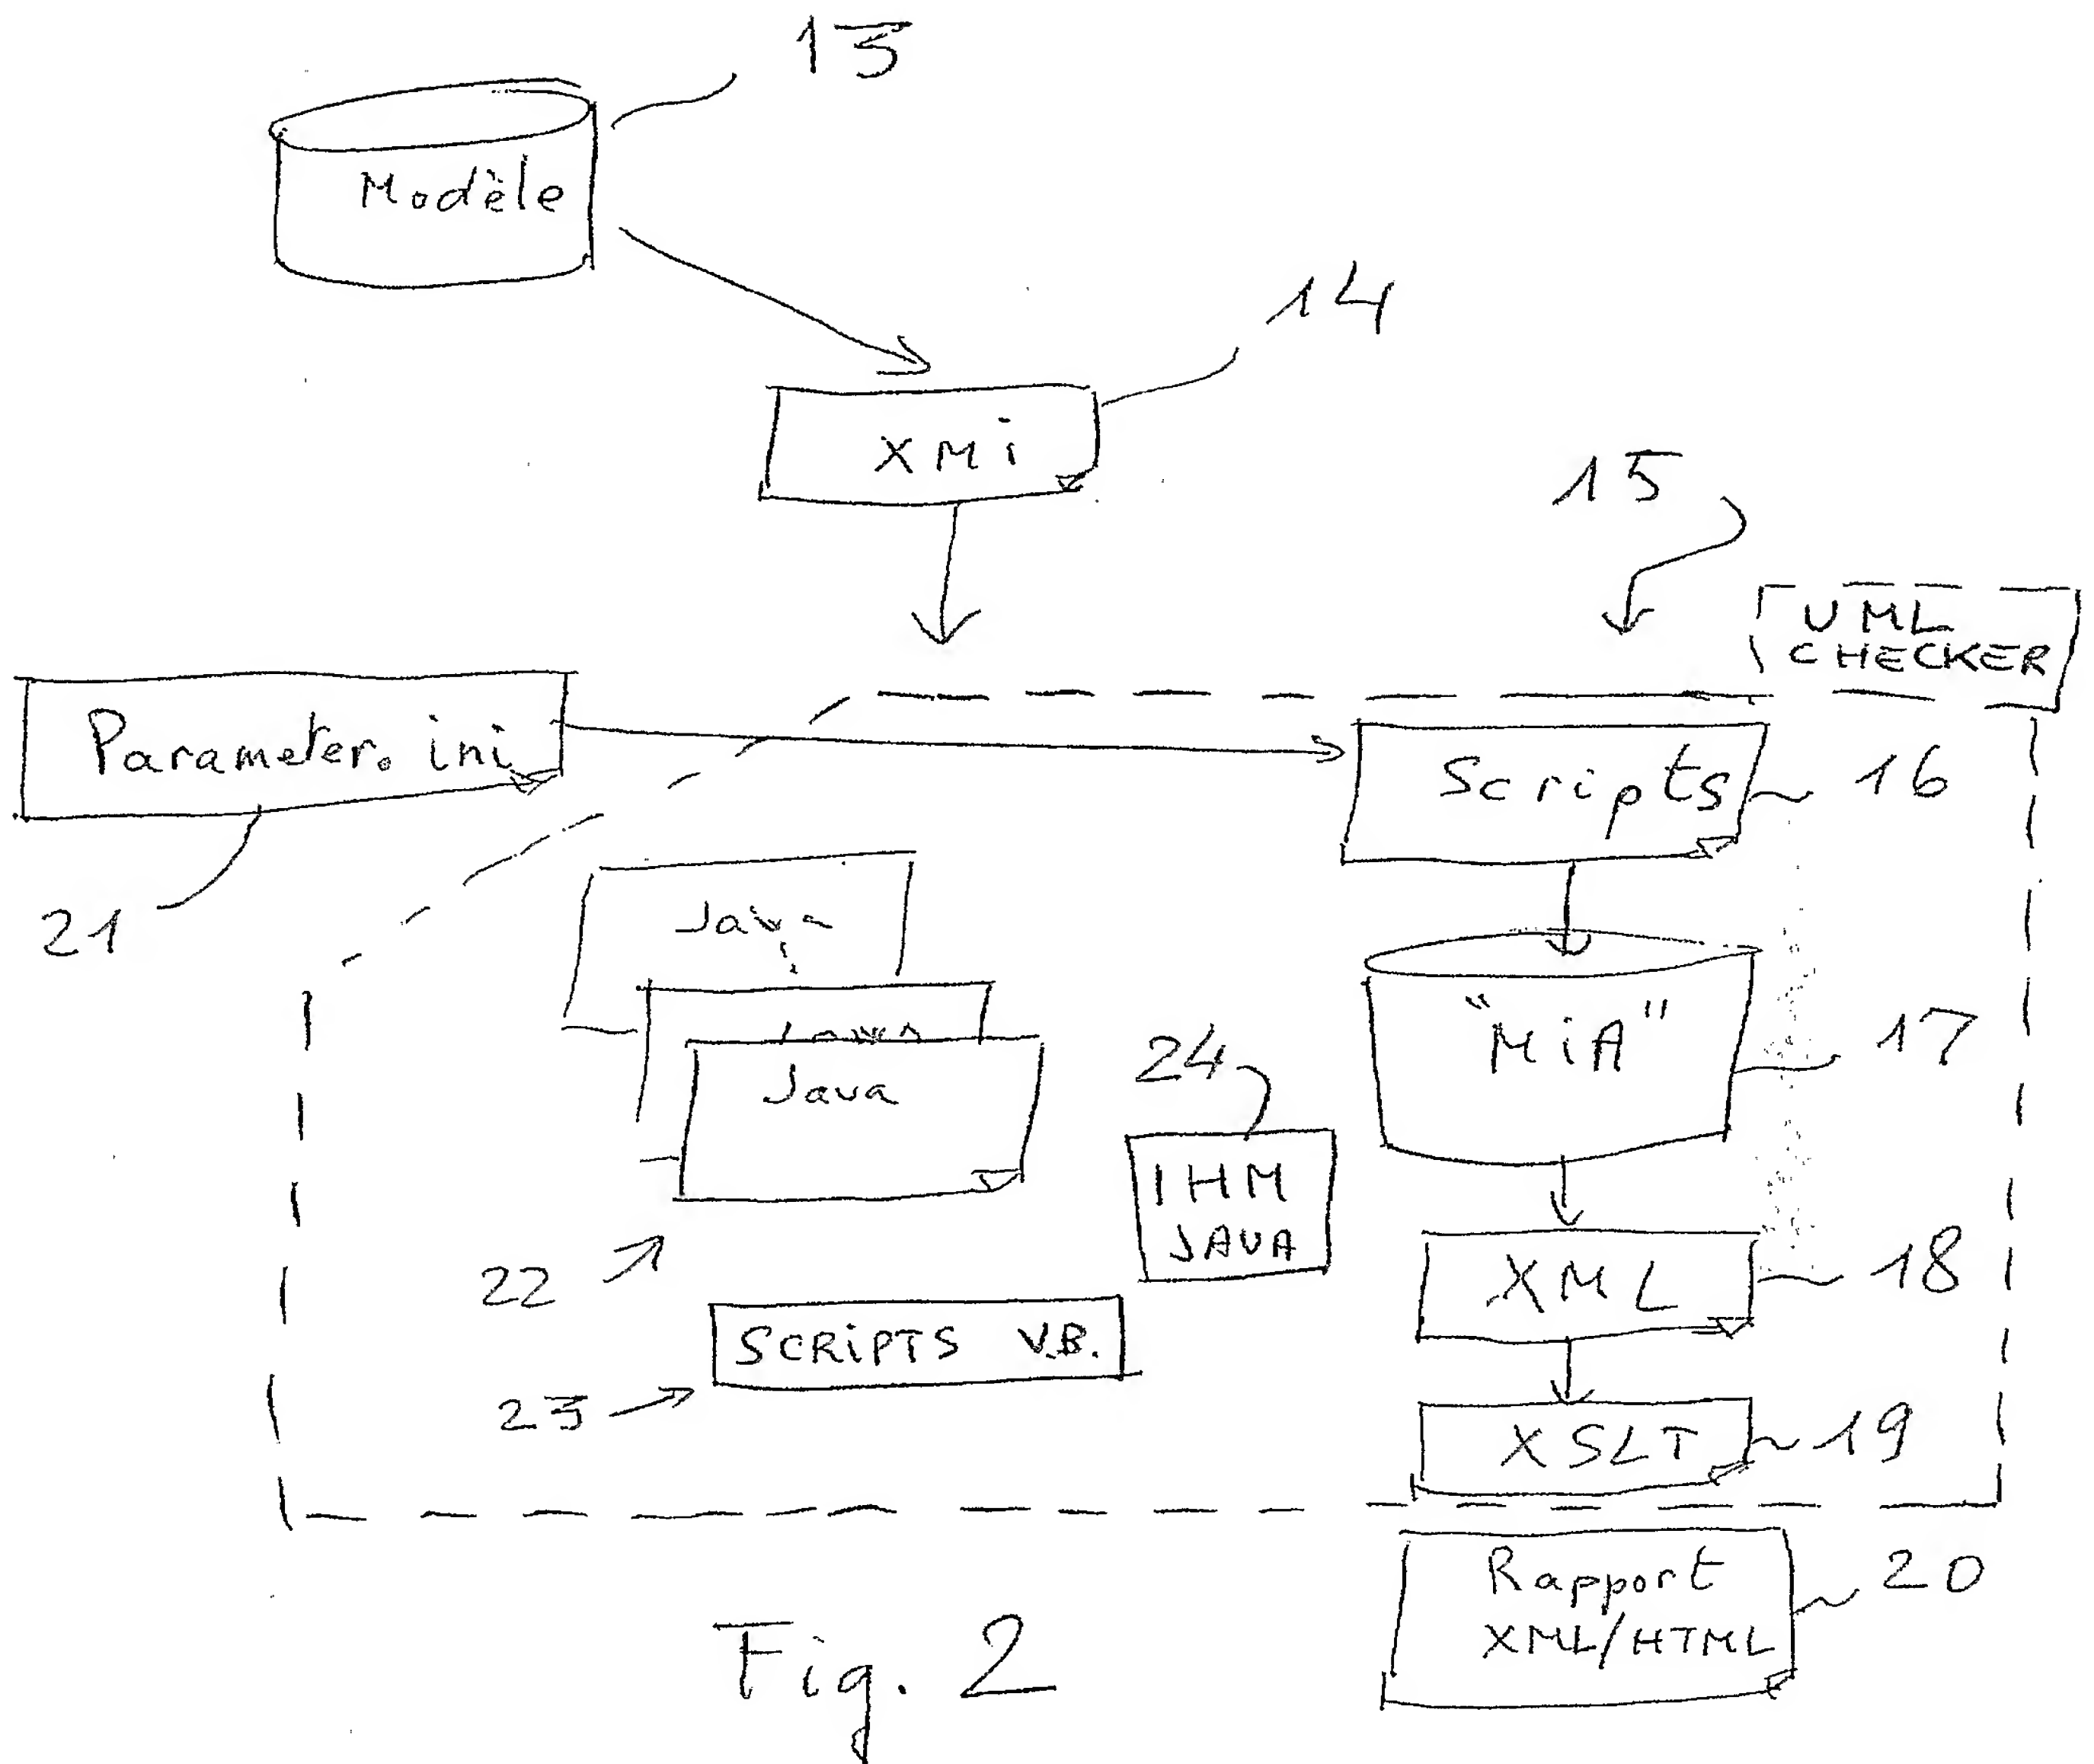 13
Modèle
14
XMi
15
UML
CHECKER
Parameter. ini
Scripts
16
21
Java
"MiA"
17
Java
24
IHM
JAVA
22
XML
18
SCRiPTS V.B.
23
XSLT
19
Rapport
XML/HTML
20
Fig. 2